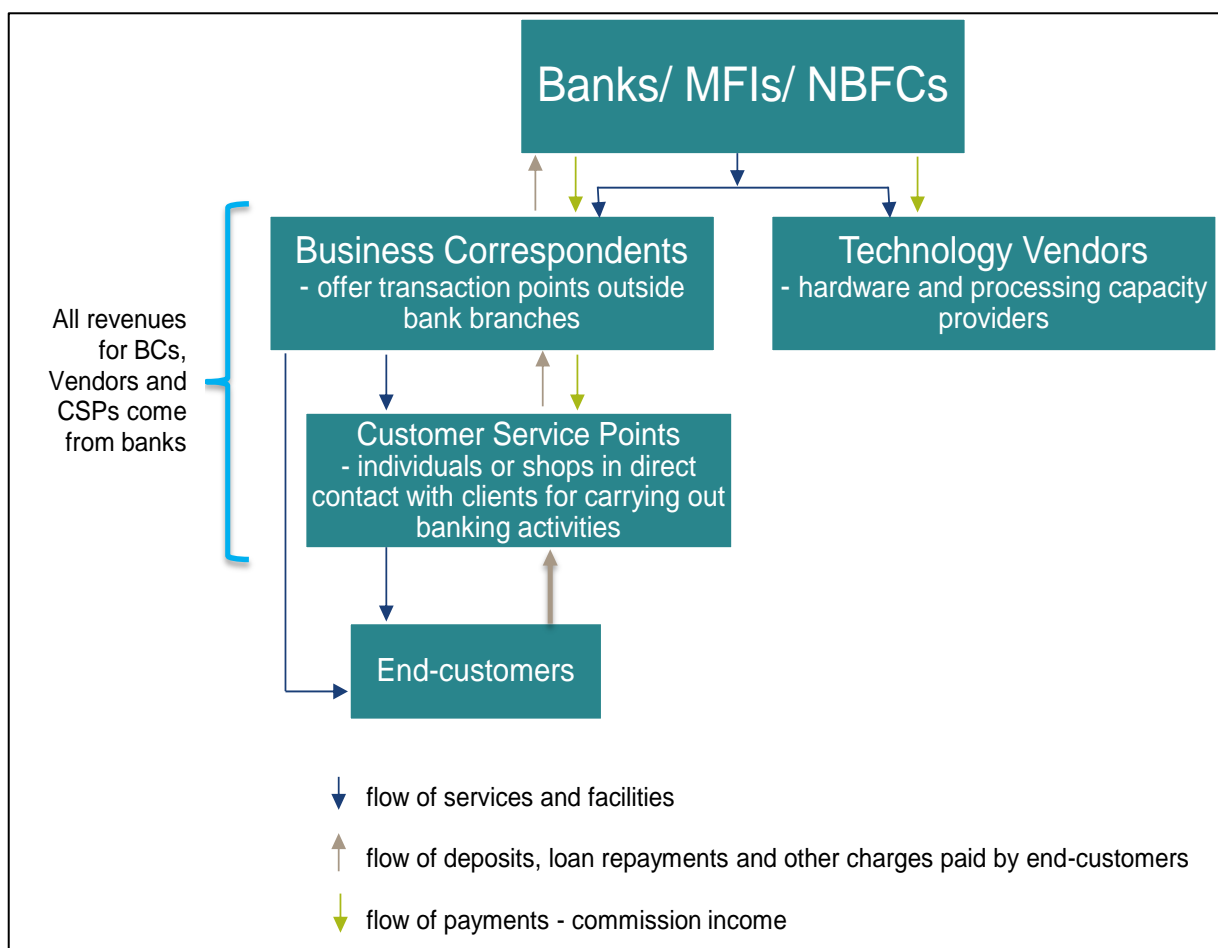 Banks/ MFIs/ NBFCs
Business Correspondents
- offer transaction points outside
bank branches
Technology Vendors
- hardware and processing capacity
providers
All revenues
for BCs,
Vendors and
CSPs come
from banks
Customer Service Points
- individuals or shops in direct
contact with clients for carrying out
banking activities
End-customers
flow of services and facilities
flow of deposits, loan repayments and other charges paid by end-customers
flow of payments - commission income